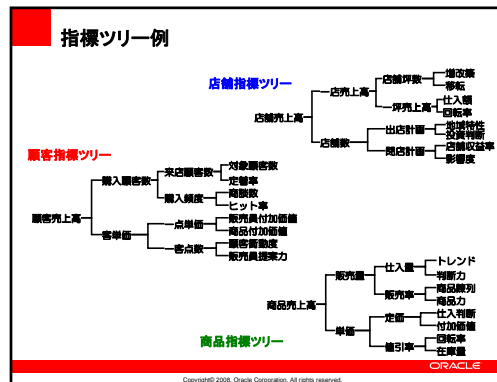 指標ツリー例
店舗指標ツリー
店舗売上高
店売上高
店舗坪数
増改築
移転
坪売上高
仕入額
回転率
店舗数
出店計画
地域特性
投資判断
閉店計画
店舗収益率
影響度
顧客指標ツリー
顧客売上高
購入顧客数
来店顧客数
対象顧客数
定着率
購入頻度
商談数
ヒット率
客単価
点単価
販売員付加価値
商品付加価値
客点数
顧客衝動度
販売員提案力
商品売上高
販売量
仕入量
トレンド
判断力
販売率
商品陳列
商品力
単価
定価
仕入判断
付加価値
値引率
回転率
在庫量
商品指標ツリー
ORACLE
Copyright© 2008, Oracle Corporation. All rights reserved.